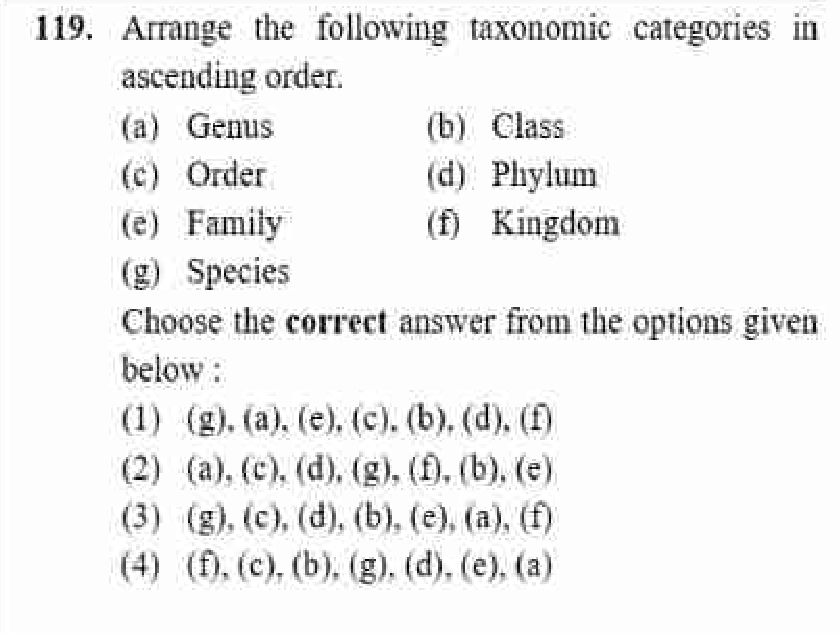 119. Arrange the following taxonomic categories in
ascending order.
(a) Genus (b) Class
(c) Order (d) Phylum
(e) Family (f) Kingdom
(g) Species
Choose the correct answer from the options given
below :
(1) (g), (a), (e), (c), (b), (d), (f)
(2) (a), (c), (d), (g), (f), (b), (e)
(3) (g), (c), (d), (b), (e), (a), (f)
(4) (f), (c), (b), (g), (d), (e), (a)